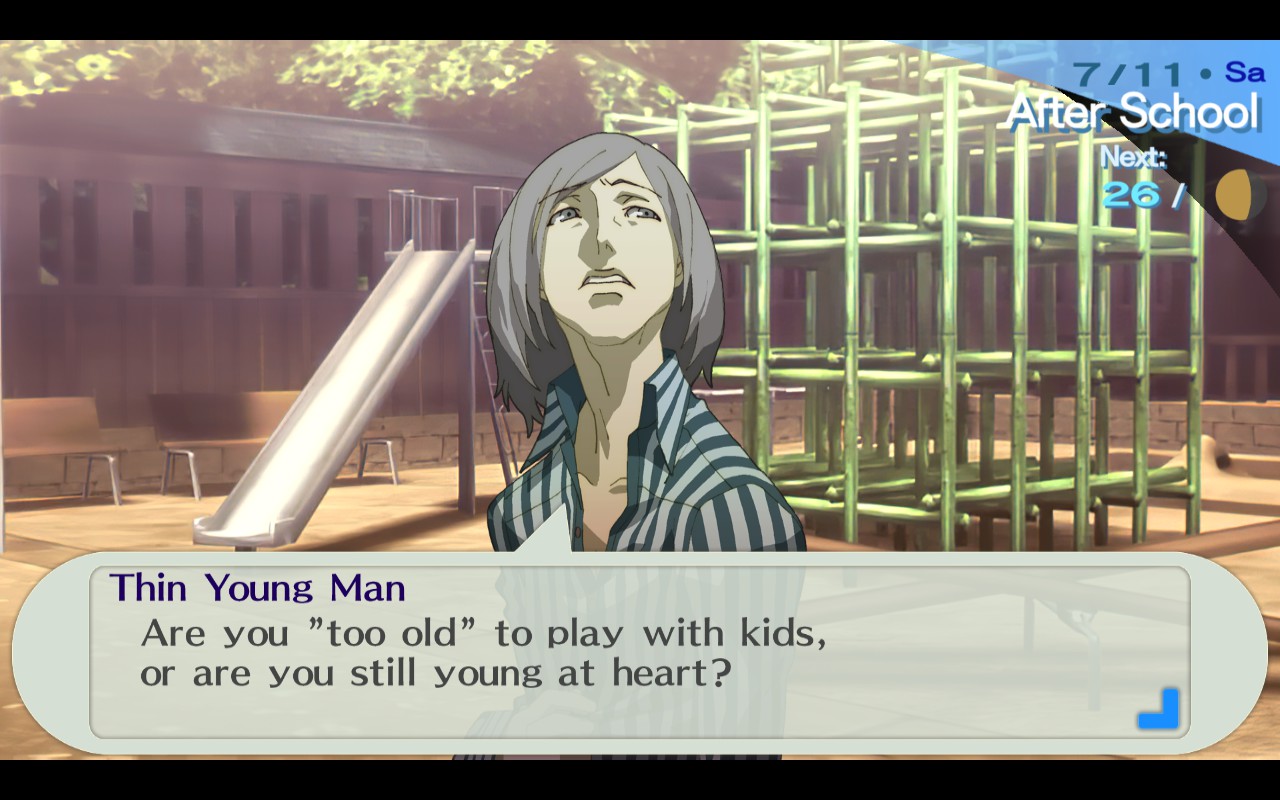 7/11 • Sa
After School
Next:
26 /
Thin Young Man
Are you "too old" to play with kids,
or are you still young at heart?